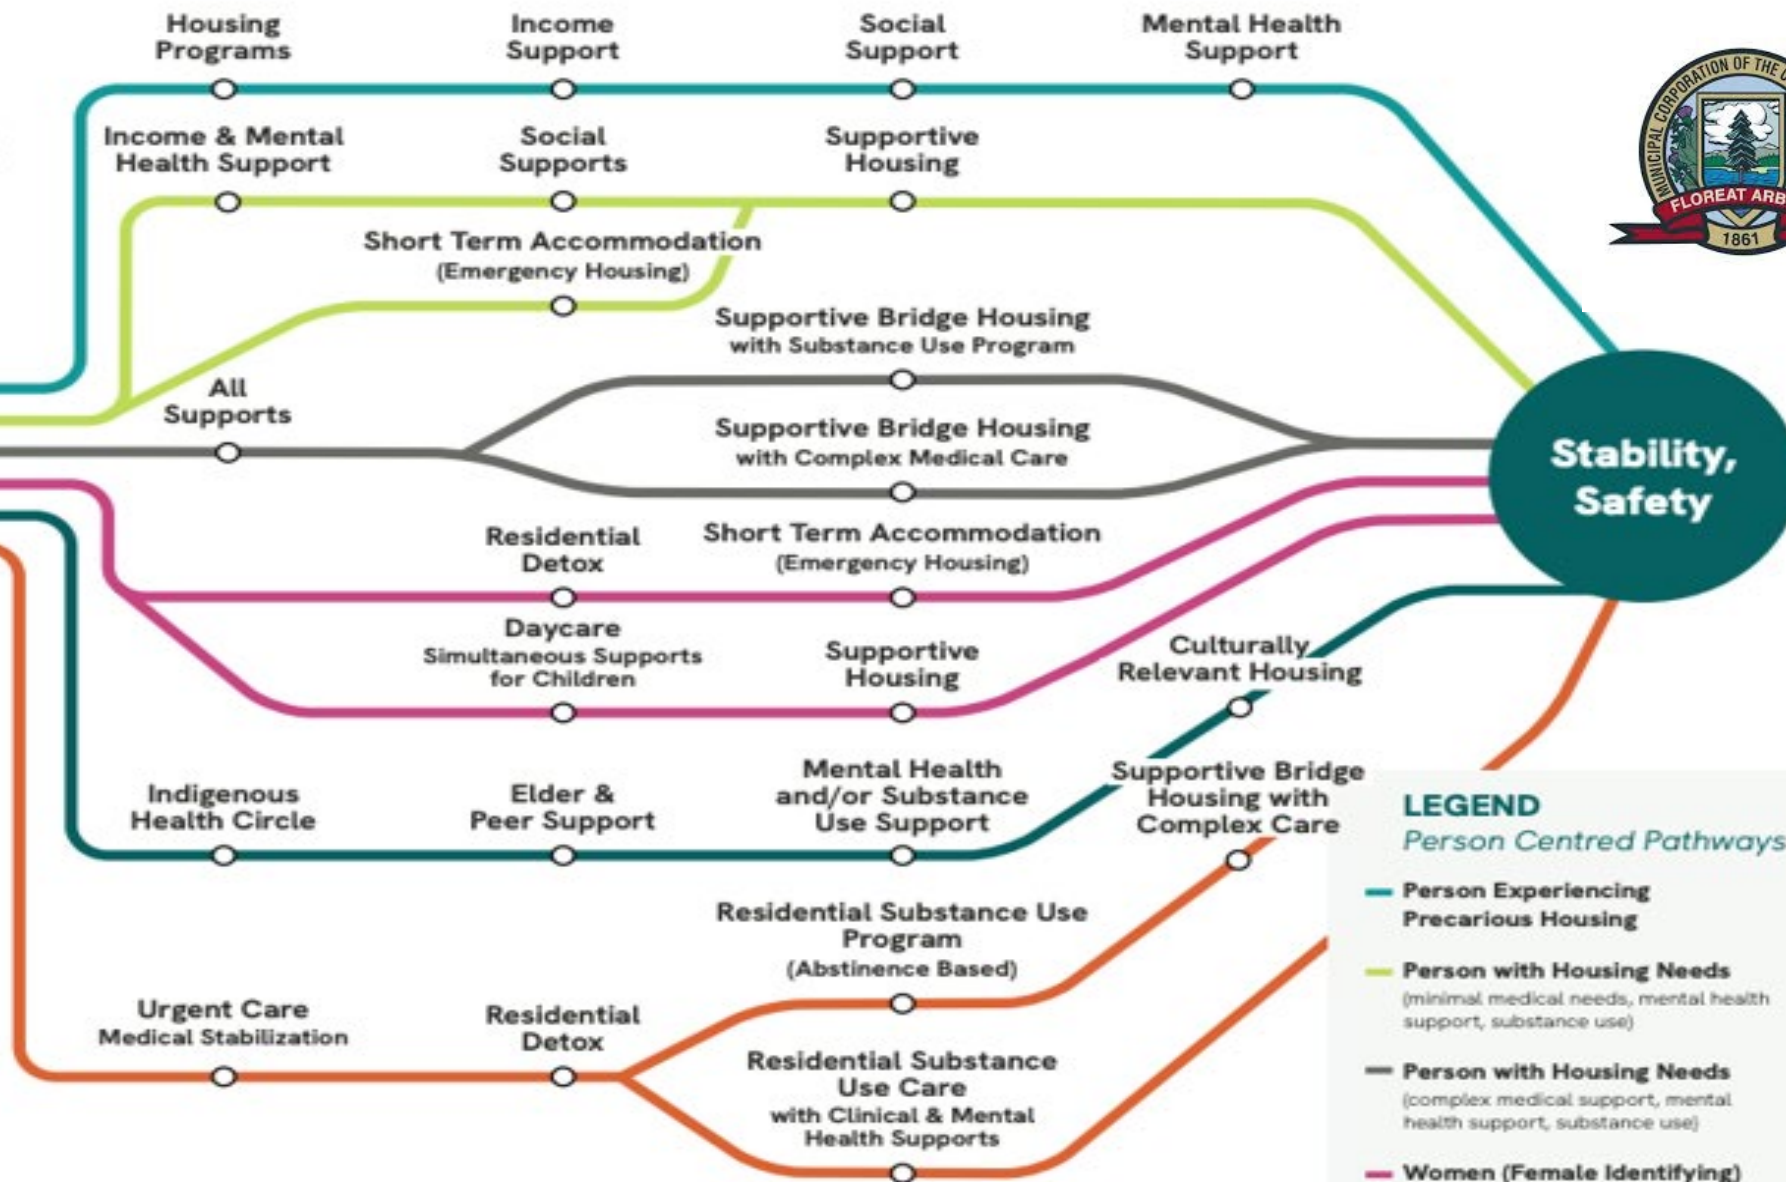 Housing
Programs
Income
Support
Social
Support
Mental Health
Support
MUNICIPAL CORPORATION OF THE
FLOREAT ARB
1861
Income & Mental
Health Support
Social
Supports
Supportive
Housing
Short Term Accommodation
(Emergency Housing)
Supportive Bridge Housing
with Substance Use Program
All
Supports
Supportive Bridge Housing
with Complex Medical Care
Stability,
Safety
Residential
Detox
Short Term Accommodation
(Emergency Housing)
Daycare
Simultaneous Supports
for Children
Supportive
Housing
Culturally
Relevant Housing
Indigenous
Health Circle
Elder &
Peer Support
Mental Health
and/or Substance
Use Support
Supportive Bridge
Housing with
Complex Care
Residential Substance Use
Program
(Abstinence Based)
Urgent Care
Medical Stabilization
Residential
Detox
Residential Substance
Use Care
with Clinical & Mental
Health Supports
LEGEND
Person Centred Pathways
Person Experiencing
Precarious Housing
Person with Housing Needs
(minimal medical needs, mental health
support, substance use)
Person with Housing Needs
(complex medical support, mental
health support, substance use)
Women (Female Identifying)